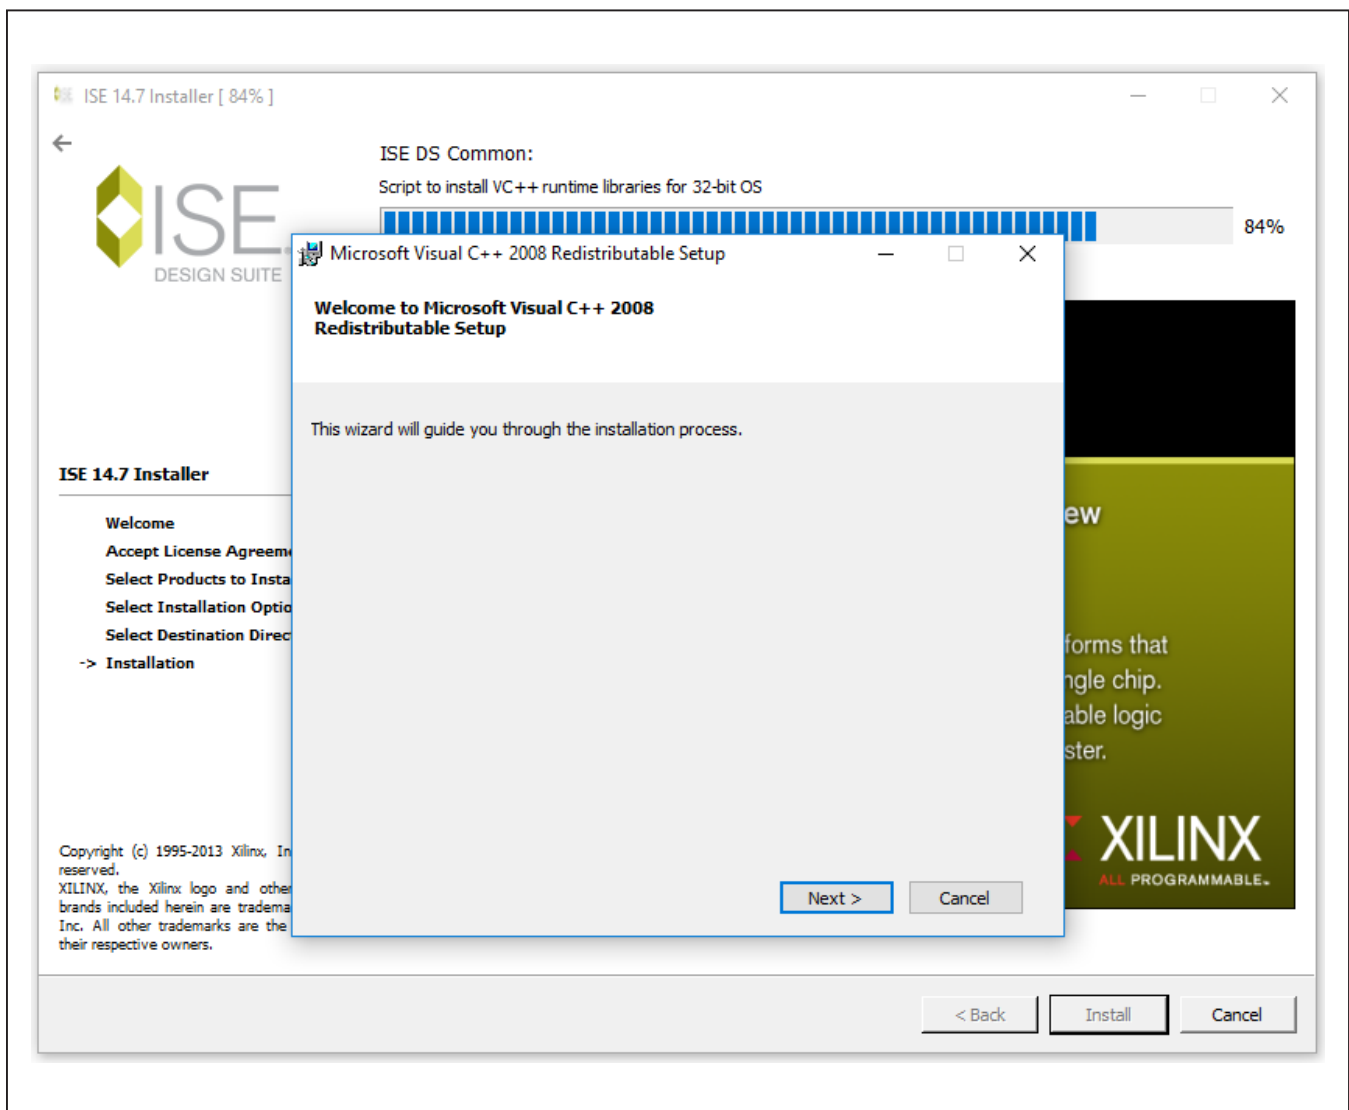 ISE 14.7 Installer [ 84% ]
ISE DS Common:
Script to install VC++ runtime libraries for 32-bit OS
84%
ISE
DESIGN SUITE
Microsoft Visual C++ 2008 Redistributable Setup
Welcome to Microsoft Visual C++ 2008
Redistributable Setup
This wizard will guide you through the installation process.
Next >
Cancel
ISE 14.7 Installer
Welcome
Accept License Agreeme
Select Products to Insta
Select Installation Optio
Select Destination Direc
-> Installation
Copyright (c) 1995-2013 Xilinx, In
reserved.
XILINX, the Xilinx logo and other
brands included herein are tradema
Inc. All other trademarks are the
their respective owners.
ew
forms that
ngle chip.
able logic
ster.
XILINX
ALL PROGRAMMABLE™
< Back
Install
Cancel